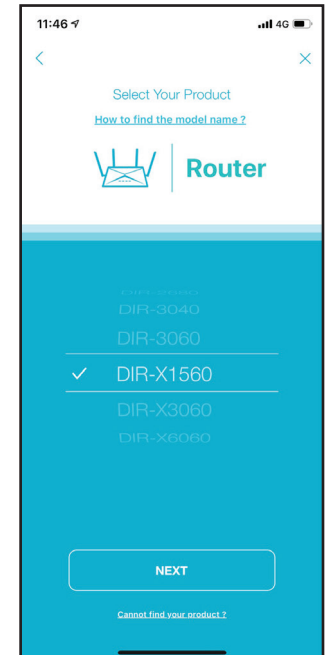 11:46
4G
Select Your Product
How to find the model name ?
Router
DIR-3040
DIR-3060
DIR-X1560
DIR-X3060
DIR-X6060
NEXT
Cannot find your product ?